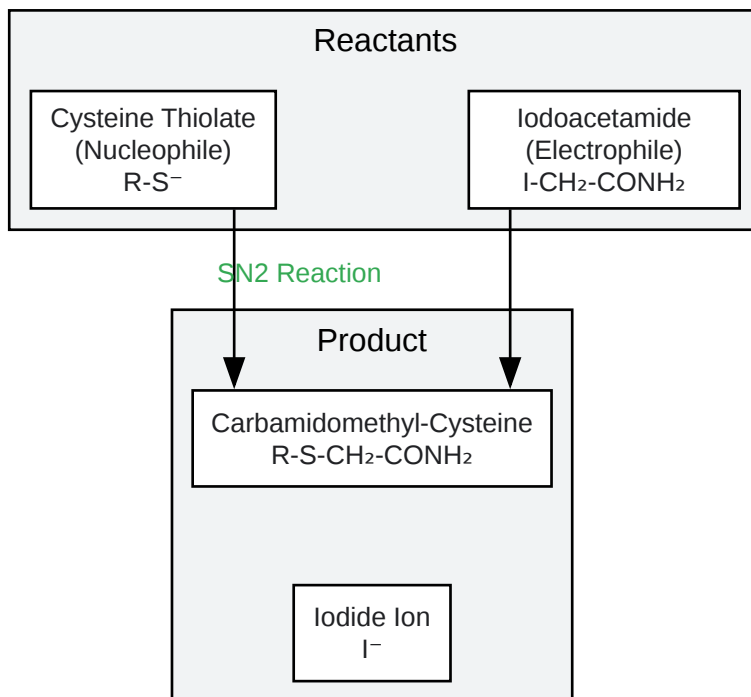 Reactants
Cysteine Thiolate
(Nucleophile)
R-S⁻
Iodoacetamide
(Electrophile)
I-CH₂-CONH₂
SN2 Reaction
Product
Carbamidomethyl-Cysteine
R-S-CH₂-CONH₂
Iodide Ion
I⁻